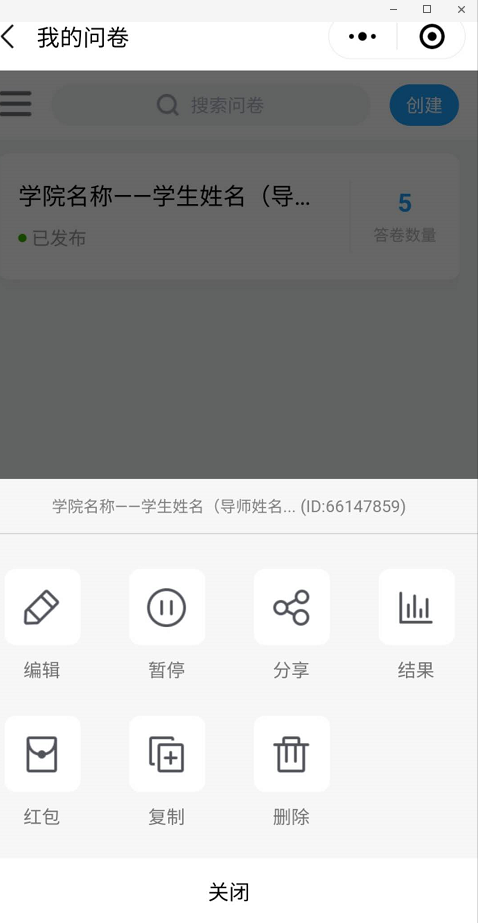 我的问卷
搜索问卷
创建
学院名称——学生姓名（导...
5
已发布
答卷数量
学院名称——学生姓名（导师姓名... (ID:66147859)
编辑
暂停
分享
结果
红包
复制
删除
关闭